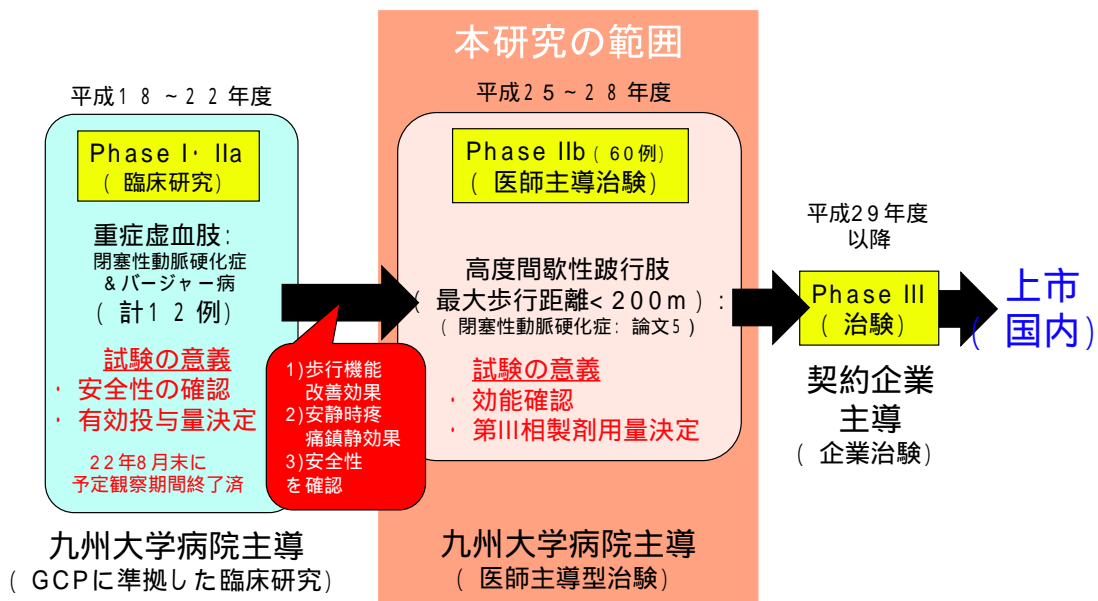 本研究の範囲
平成18~22年度
Phase I・IIa
(臨床研究)
重症虚血肢:
閉塞性動脈硬化症
&バージャー病
(計12例)
試験の意義
・安全性の確認
・有効投与量決定
22年8月末に
予定観察期間終了済
九州大学病院主導
(GCPに準拠した臨床研究)
1)歩行機能
改善効果
2)安静時疼
痛鎮静効果
3)安全性
を確認
平成25~28年度
Phase IIb(60例)
(医師主導治験)
高度間歇性跛行肢
(最大歩行距離<200m):
(閉塞性動脈硬化症:論文5)
試験の意義
・効能確認
・第III相製剤用量決定
九州大学病院主導
(医師主導型治験)
平成29年度
以降
Phase III
(治験)
契約企業
主導
(企業治験)
上市
(国内)